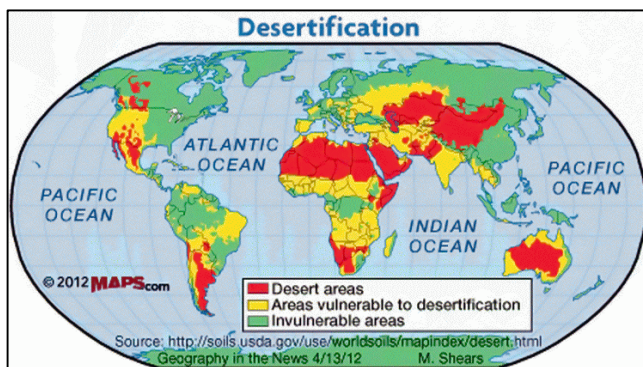 Desertification
ATLANTIC
OCEAN
PACIFIC
OCEAN
PACIFIC
OCEAN
INDIAN
OCEAN
© 2012 MAPS.com
Desert areas
Areas vulnerable to desertification
Invulnerable areas
Source: http://soils.usda.gov/use/worldsoils/mapindex/desert.html
Geography in the News 4/13/12 M. Shears